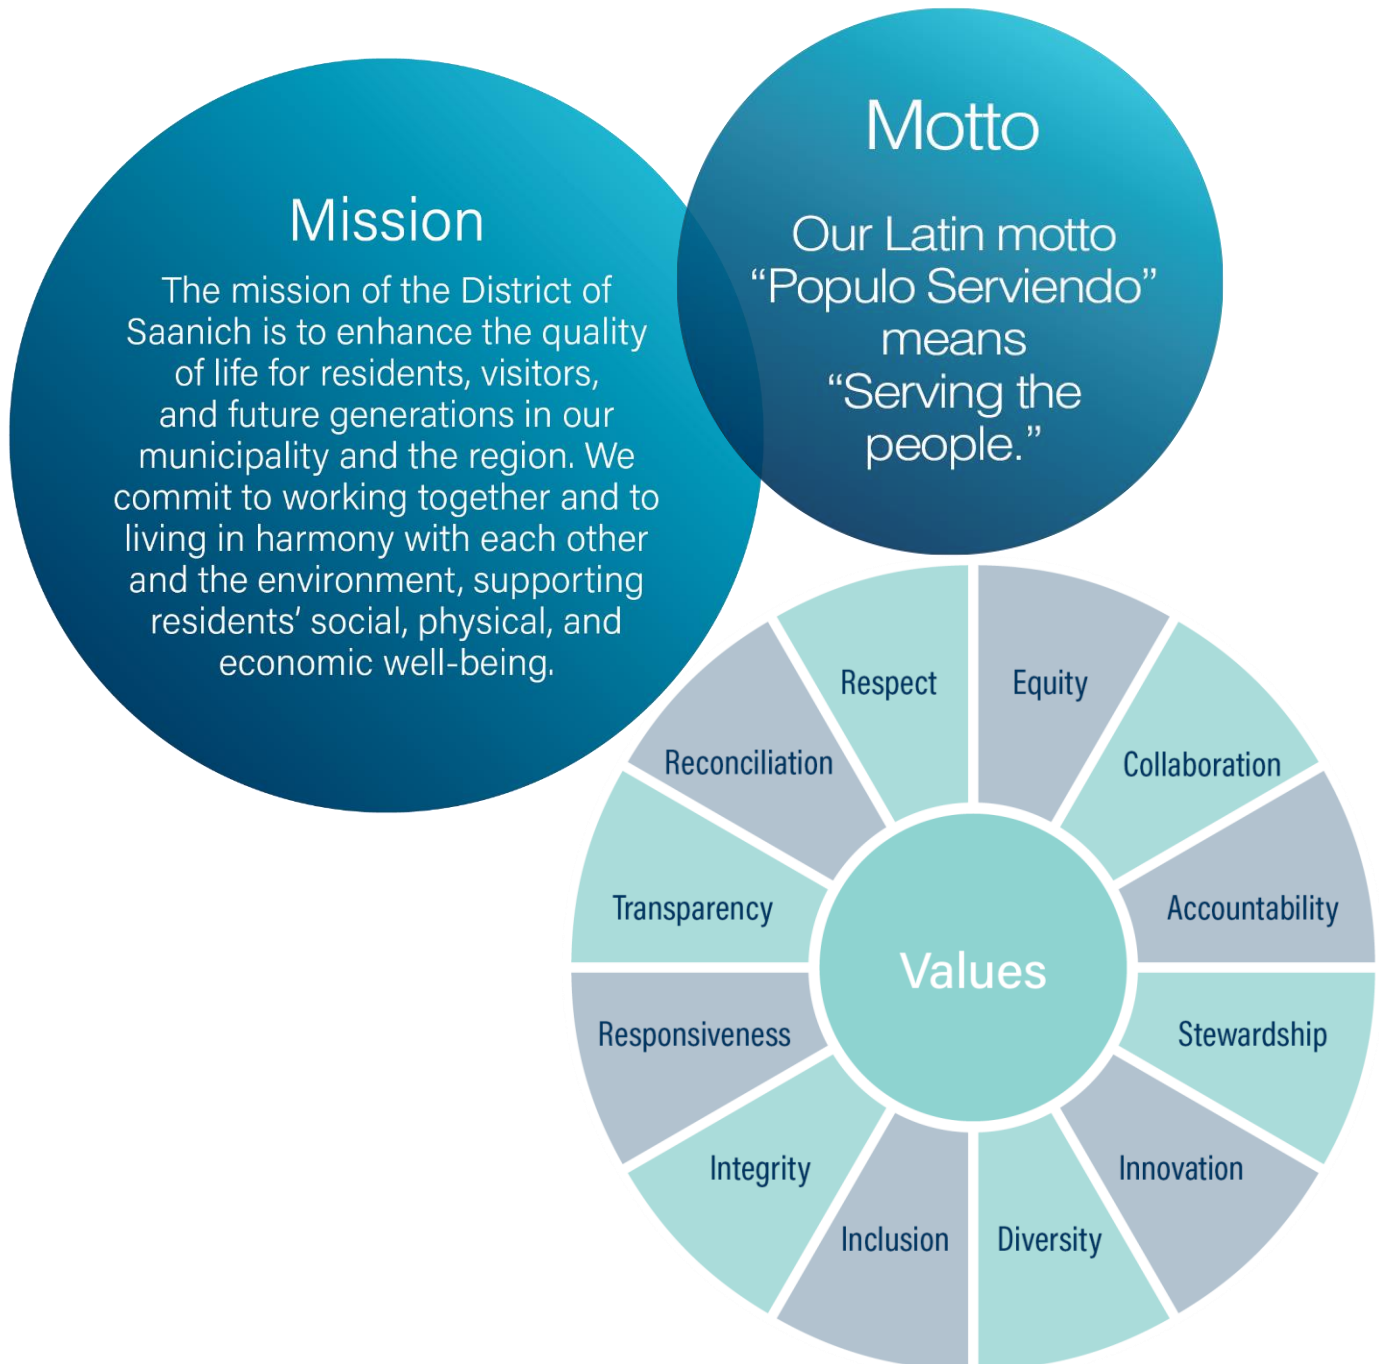 Mission
The mission of the District of
Saanich is to enhance the quality
of life for residents, visitors,
and future generations in our
municipality and the region. We
commit to working together and to
living in harmony with each other
and the environment, supporting
residents’ social, physical, and
economic well-being.
Motto
Our Latin motto
“Populo Serviendo”
means
“Serving the
people.”
Values
Respect
Equity
Collaboration
Accountability
Stewardship
Innovation
Diversity
Inclusion
Integrity
Responsiveness
Transparency
Reconciliation